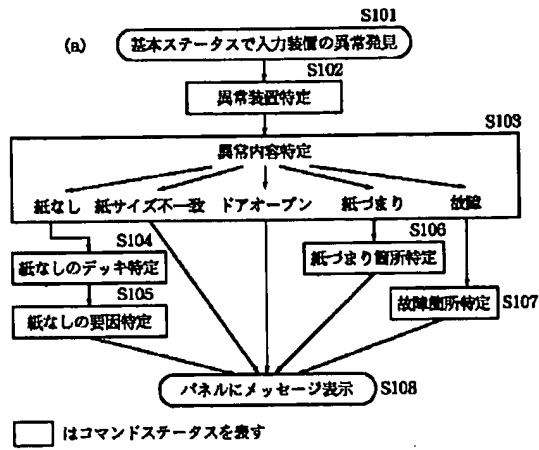 S101
(a)
基本ステータスで入力装置の異常発見
S102
異常装置特定
S103
異常内容特定
紙なし 紙サイズ不一致 ドアオープン 紙づまり 故障
S104
S106
紙なしのデッキ特定
紙づまり箇所特定
S105
紙なしの要因特定
故障箇所特定 S107
パネルにメッセージ表示 S108
はコマンドステータスを表す